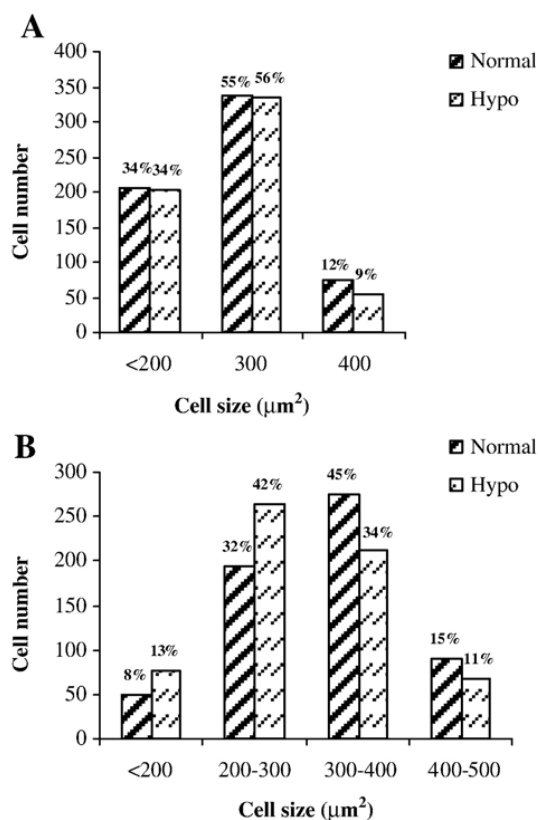 A
400
350
300
250
200
150
100
50
0
Cell number
34% 34%
55% 56%
12% 9%
Normal
Hypo
<200 300 400
Cell size (μm²)
B
300
250
200
150
100
50
0
Cell number
8% 13%
32% 42%
45% 34%
15% 11%
Normal
Hypo
<200 200-300 300-400 400-500
Cell size (μm²)